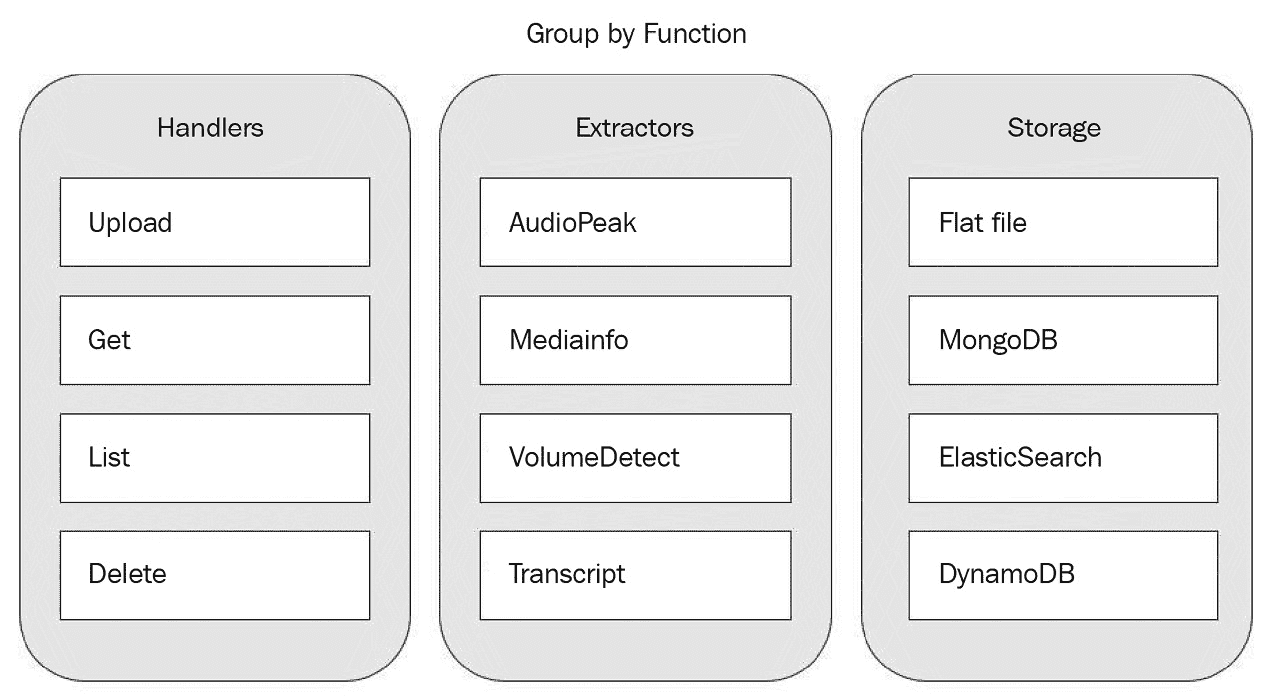 Group by Function
Handlers
Upload
Get
List
Delete
Extractors
AudioPeak
Mediainfo
VolumeDetect
Transcript
Storage
Flat file
MongoDB
ElasticSearch
DynamoDB